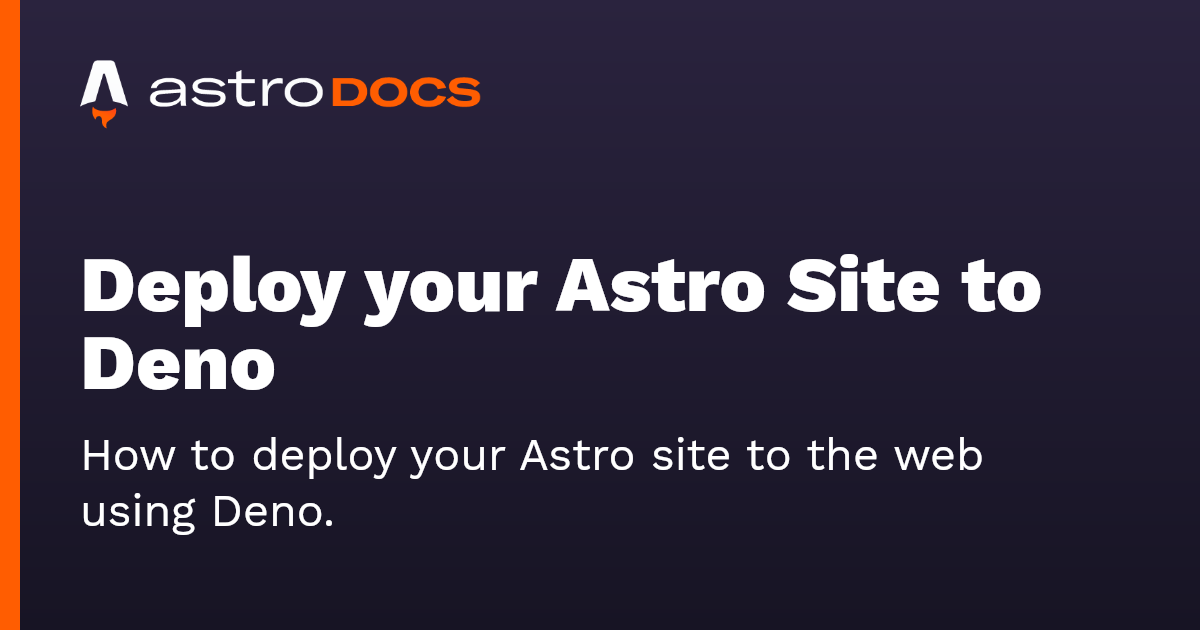 astro DOCS
Deploy your Astro Site to
Deno
How to deploy your Astro site to the web
using Deno.